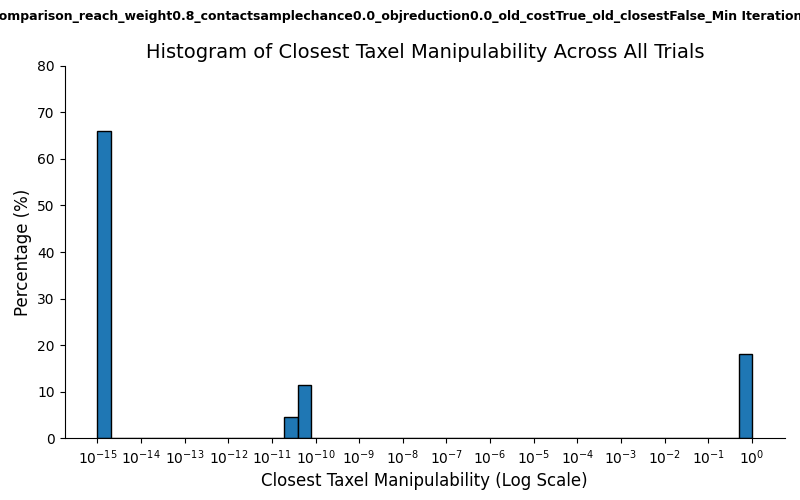 omparison_reach_weight0.8_contactsamplechance0.0_objreduction0.0_old_costTrue_old_closestFalse_Min Iteration
Histogram of Closest Taxel Manipulability Across All Trials
80
70
60
50
40
30
20
10
0
Percentage (%)
10⁻¹⁵ 10⁻¹⁴ 10⁻¹³ 10⁻¹² 10⁻¹¹ 10⁻¹⁰ 10⁻⁹ 10⁻⁸ 10⁻⁷ 10⁻⁶ 10⁻⁵ 10⁻⁴ 10⁻³ 10⁻² 10⁻¹ 10⁰
Closest Taxel Manipulability (Log Scale)